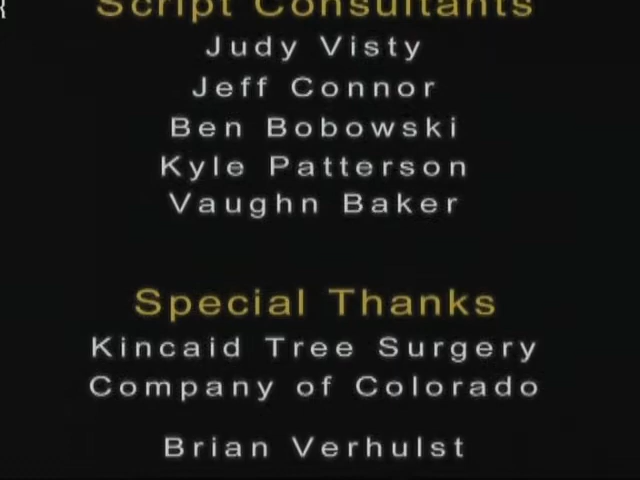 Script Consultants
Judy Visty
Jeff Connor
Ben Bobowski
Kyle Patterson
Vaughn Baker
Special Thanks
Kincaid Tree Surgery
Company of Colorado
Brian Verhulst